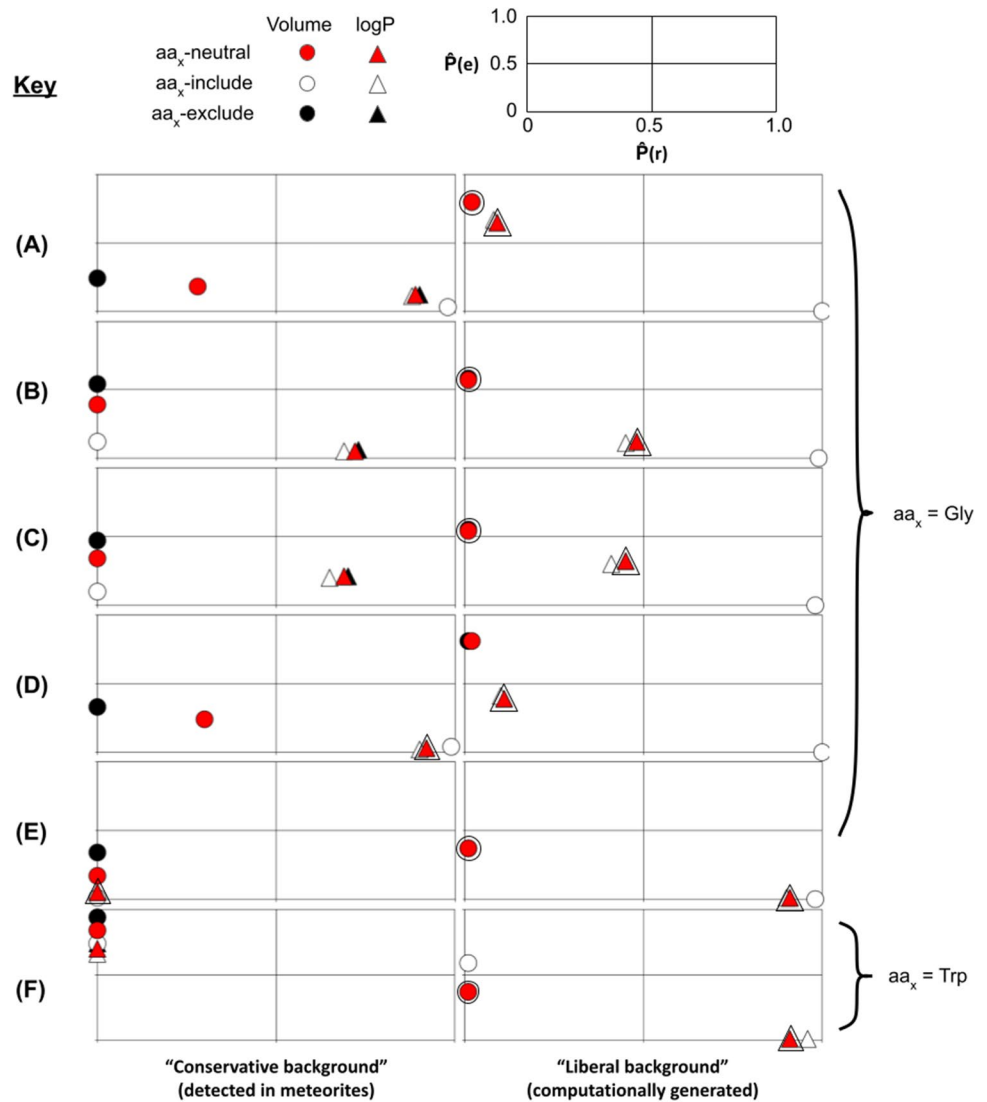 Volume logP
aaₓ-neutral
aaₓ-include
aaₓ-exclude
Key
1.0
P̂(e) 0.5
0
0 0.5 1.0
P̂(r)
(A)
(B)
(C)
(D)
(E)
(F)
aaₓ = Gly
aaₓ = Trp
“Conservative background”
(detected in meteorites)
“Liberal background”
(computationally generated)